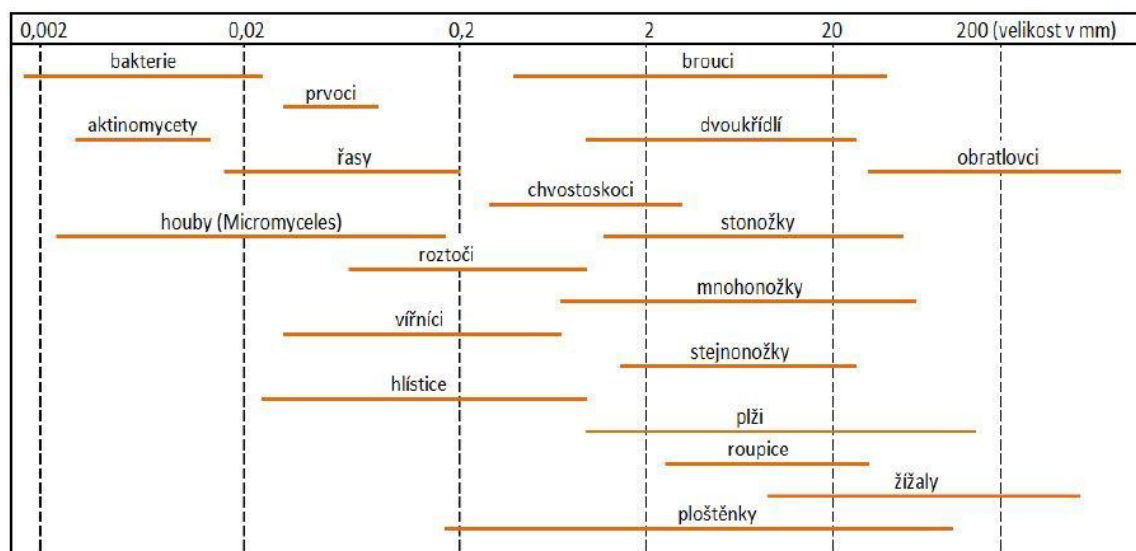 0,002 0,02 0,2 2 20 200 (velikost v mm)
bakterie brouci
prvoci
aktinomycety dvoukřídlí
řasy obratlovci
chvostoskoci
houby (Micromyceles) stonožky
roztoči
mnohonožky
vířníci
stejnonožky
hlístice
plži
roupice
žížaly
ploštěnky